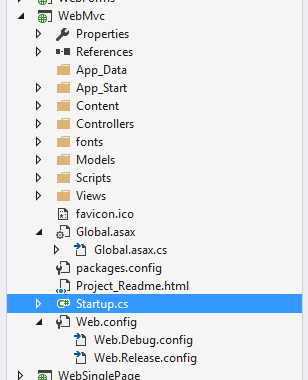 WebForms
WebMvc
Properties
References
App_Data
App_Start
Content
Controllers
fonts
Models
Scripts
Views
favicon.ico
Global.asax
Global.asax.cs
packages.config
Project_Readme.html
Startup.cs
Web.config
Web.Debug.config
Web.Release.config
WebSinglePage